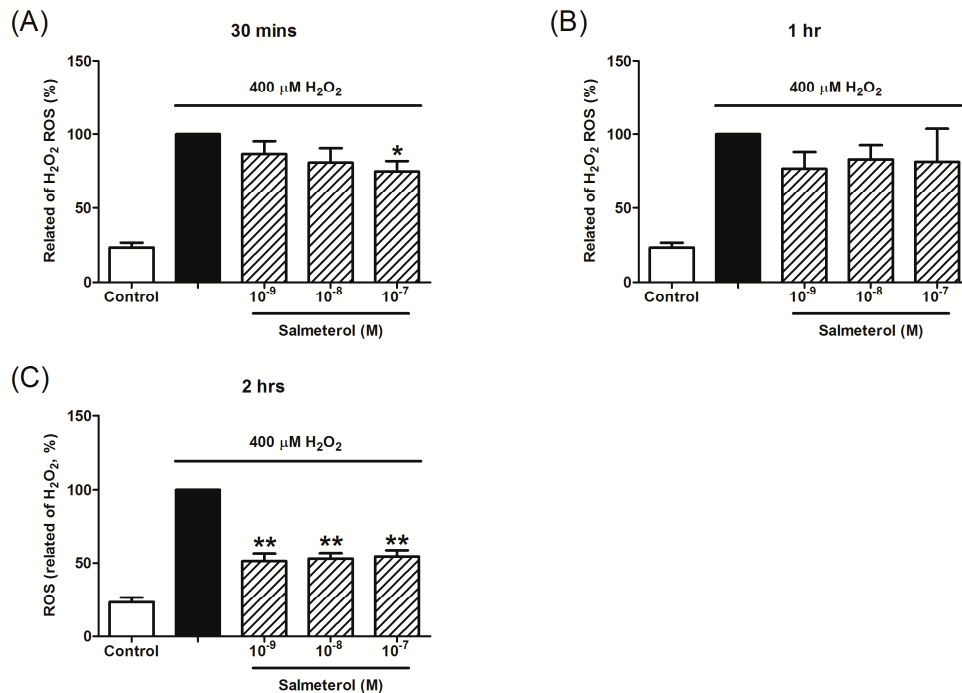 (A)
30 mins
Related of H₂O₂ ROS (%)
150
100
50
0
400 μM H₂O₂
*
Control
10⁻⁹
10⁻⁸
10⁻⁷
Salmeterol (M)
(B)
1 hr
Related of H₂O₂ ROS (%)
150
100
50
0
400 μM H₂O₂
Control
10⁻⁹
10⁻⁸
10⁻⁷
Salmeterol (M)
(C)
2 hrs
ROS (related of H₂O₂, %)
150
100
50
0
400 μM H₂O₂
**
**
**
Control
10⁻⁹
10⁻⁸
10⁻⁷
Salmeterol (M)